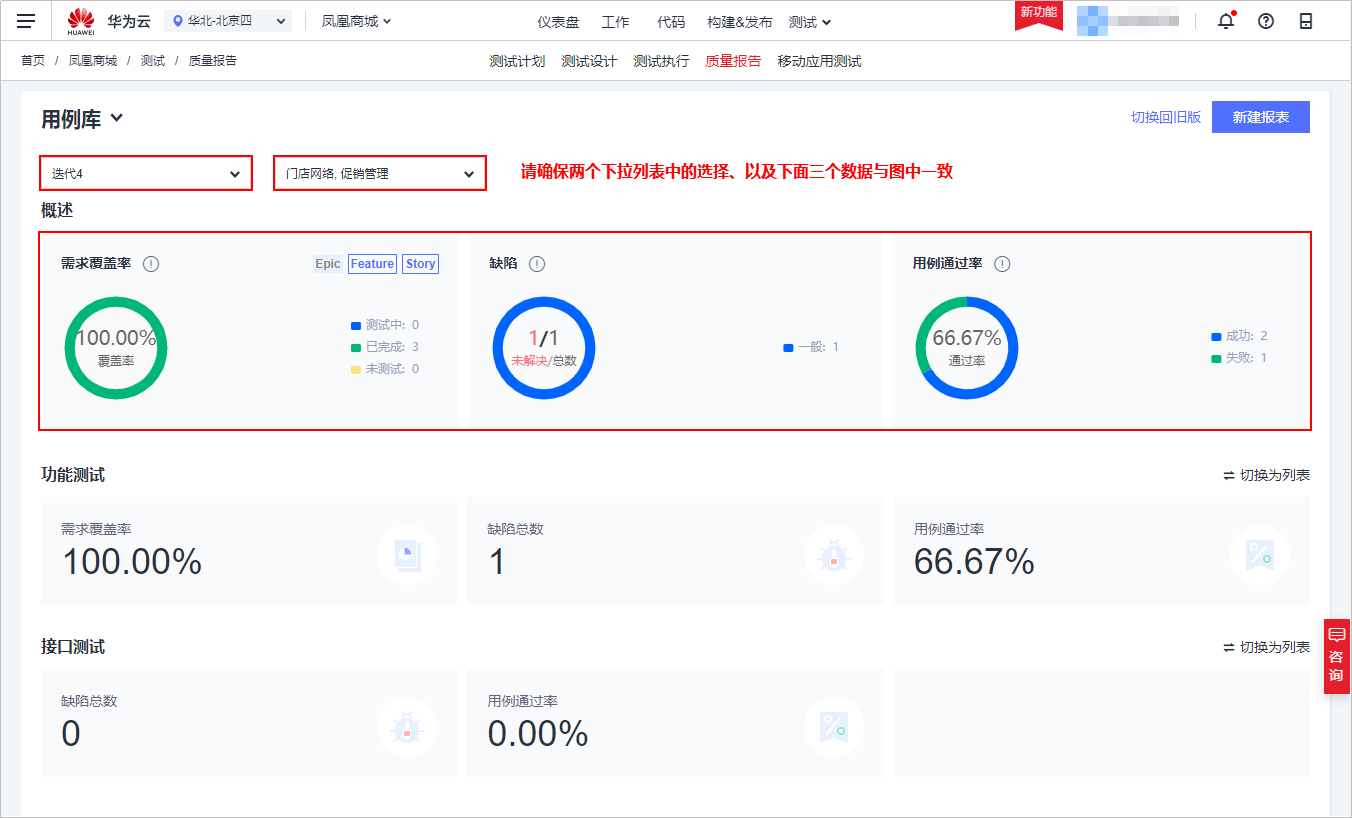 HUAWEI
华为云
华北-北京四
凤凰商城
仪表盘 工作 代码 构建&发布 测试
新功能
首页 / 凤凰商城 / 测试 / 质量报告
测试计划 测试设计 测试执行 质量报告 移动应用测试
用例库
切换回旧版
新建报表
迭代4
门店网络, 促销管理
请确保两个下拉列表中的选择、以及下面三个数据与图中一致
概述
需求覆盖率
Epic Feature Story
100.00%
覆盖率
测试中: 0
已完成: 3
未测试: 0
缺陷
1/1
未解决/总数
一般: 1
用例通过率
66.67%
通过率
成功: 2
失败: 1
功能测试
切换为列表
需求覆盖率
100.00%
缺陷总数
1
用例通过率
66.67%
接口测试
切换为列表
缺陷总数
0
用例通过率
0.00%
咨询